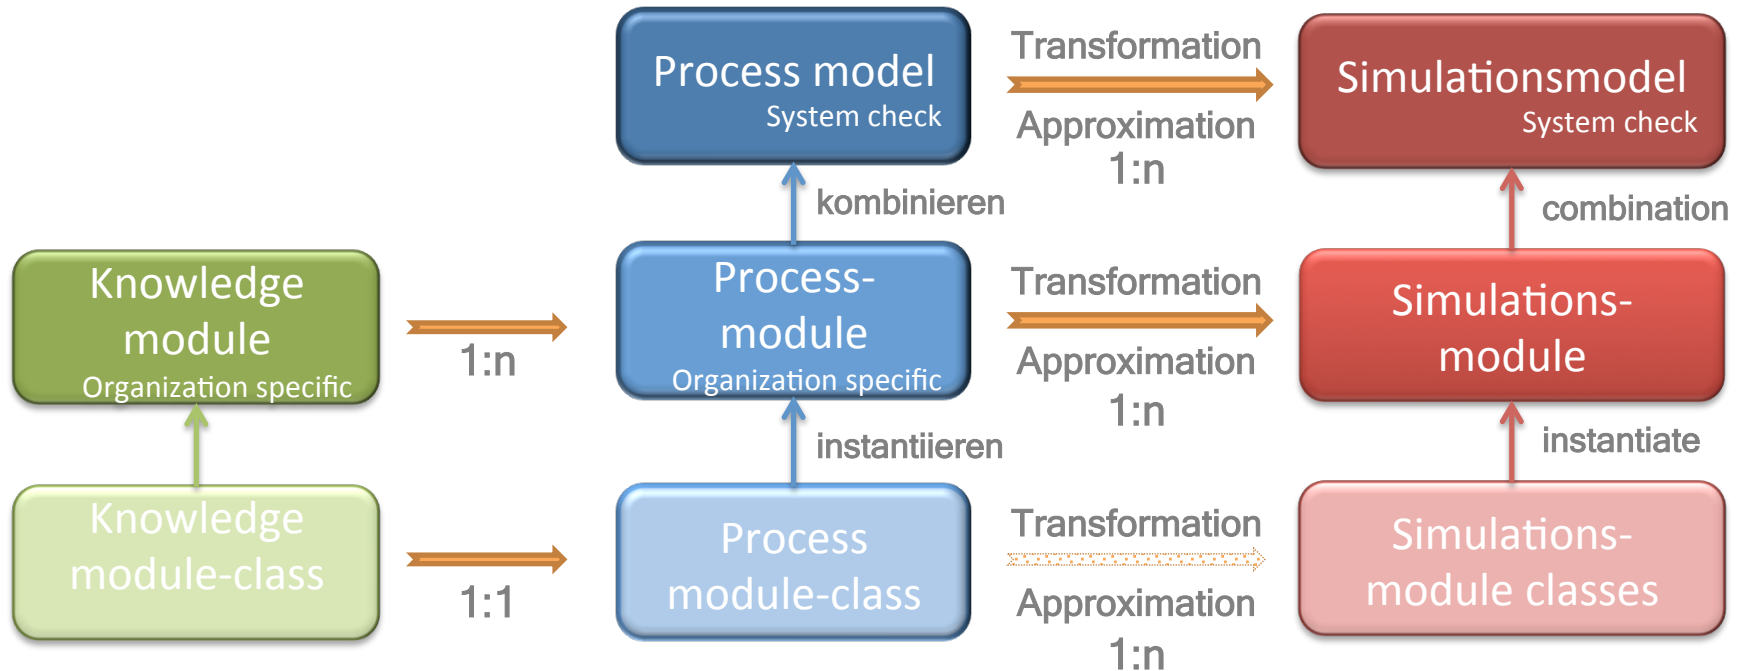 Process model
System check
Transformation
Approximation
1:n
Simulationsmodel
System check
kombinieren
combination
Knowledge
module
Organization specific
1:n
Process-
module
Organization specific
Transformation
Approximation
1:n
Simulations-
module
instantiieren
instantiate
Knowledge
module-class
1:1
Process
module-class
Transformation
Approximation
1:n
Simulations-
module classes